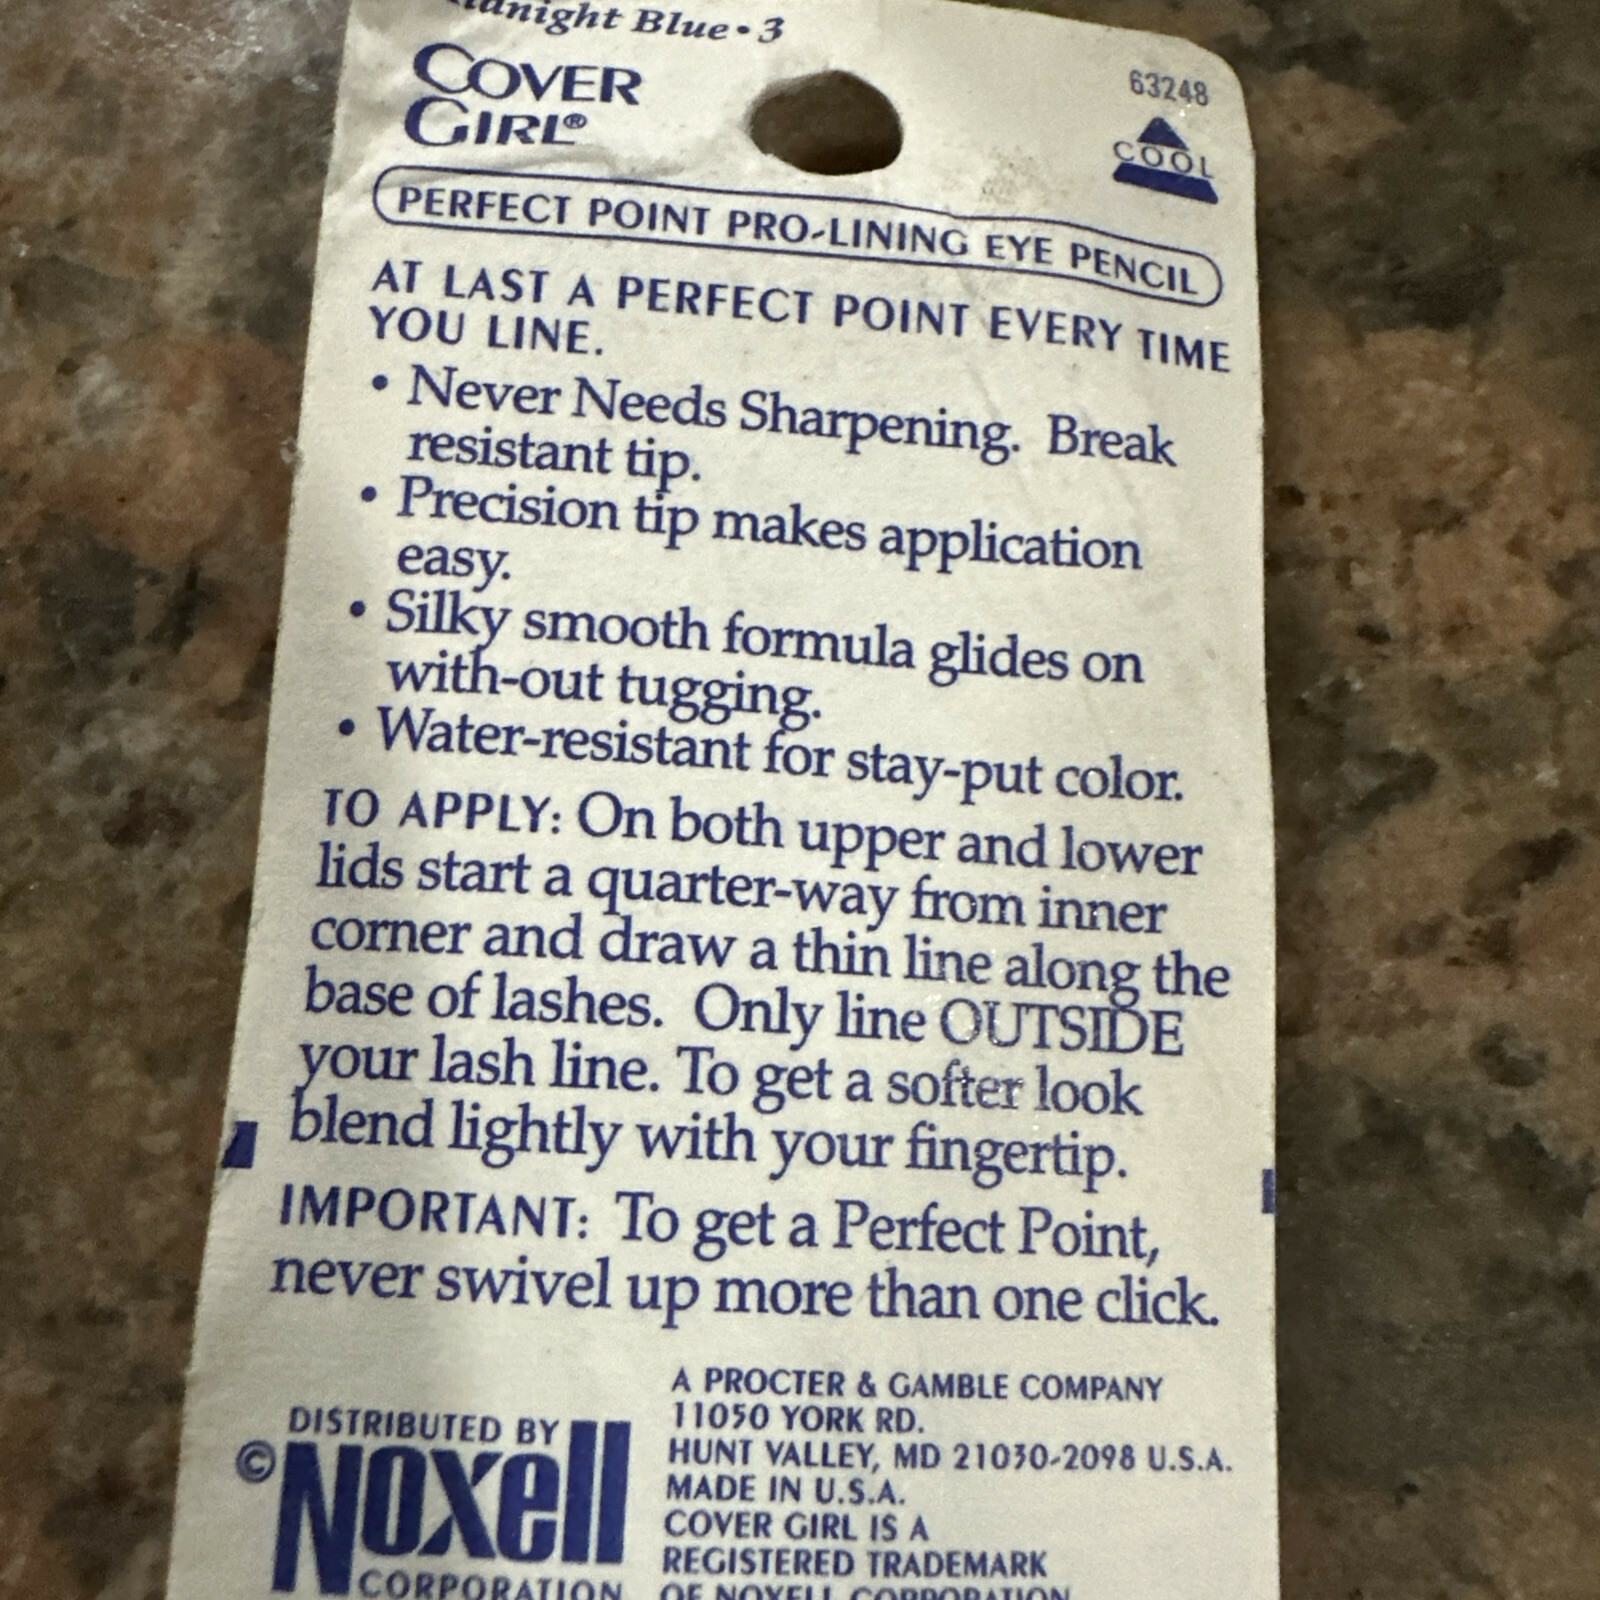 Midnight Blue • 3
COVER
GIRL®
63248
COOL
PERFECT POINT PRO-LINING EYE PENCIL
AT LAST A PERFECT POINT EVERY TIME
YOU LINE.
• Never Needs Sharpening. Break
resistant tip.
• Precision tip makes application
easy.
• Silky smooth formula glides on
with-out tugging.
• Water-resistant for stay-put color.
TO APPLY: On both upper and lower
lids start a quarter-way from inner
corner and draw a thin line along the
base of lashes. Only line OUTSIDE
your lash line. To get a softer look
blend lightly with your fingertip.
IMPORTANT: To get a Perfect Point,
never swivel up more than one click.
DISTRIBUTED BY
© Noxell
CORPORATION
A PROCTER & GAMBLE COMPANY
11050 YORK RD.
HUNT VALLEY, MD 21030-2098 U.S.A.
MADE IN U.S.A.
COVER GIRL IS A
REGISTERED TRADEMARK
OF NOXELL CORPORATION